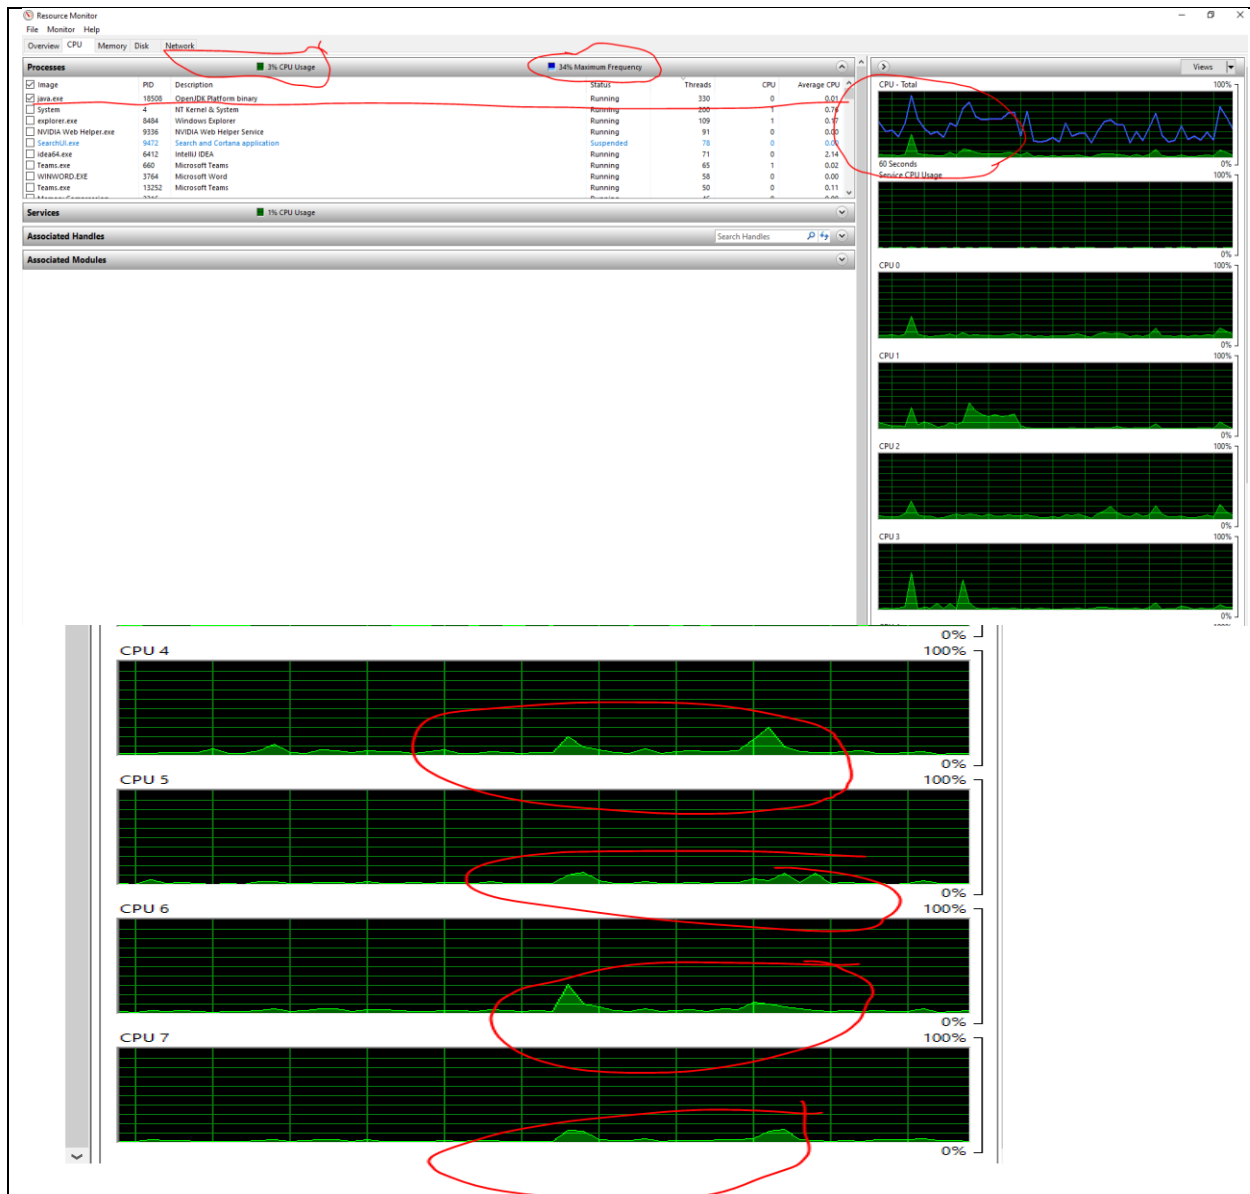 Resource Monitor
File Monitor Help
Overview CPU Memory Disk Network
Processes 3% CPU Usage 34% Maximum Frequency
Image PID Description Status Threads CPU Average CPU
java.exe 18508 OpenJDK Platform binary Running 330 0 0.01
System 4 NT Kernel & System Running 200 1 0.76
explorer.exe 8484 Windows Explorer Running 109 1 0.17
NVIDIA Web Helper.exe 9336 NVIDIA Web Helper Service Running 91 0 0.00
SearchUI.exe 9472 Search and Cortana application Suspended 78 0 0.00
idea64.exe 6412 IntelliJ IDEA Running 71 0 2.14
Teams.exe 660 Microsoft Teams Running 65 1 0.02
WINWORD.EXE 3764 Microsoft Word Running 58 0 0.00
Teams.exe 13252 Microsoft Teams Running 50 0 0.11
Services 1% CPU Usage
Associated Handles Search Handles
Associated Modules
Views
CPU - Total 100%
60 Seconds
Service CPU Usage 100%
0%
CPU 0 100%
0%
CPU 1 100%
0%
CPU 2 100%
0%
CPU 3 100%
0%
0%
CPU 4 100%
0%
CPU 5 100%
0%
CPU 6 100%
0%
CPU 7 100%
0%